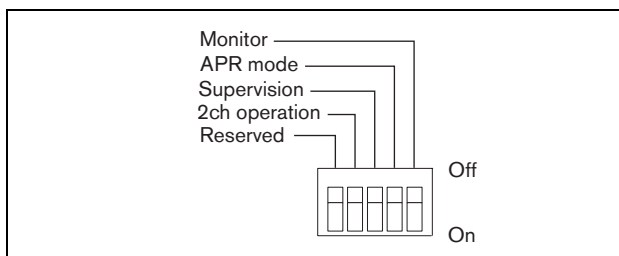 Monitor
APR mode
Supervision
2ch operation
Reserved
Off
On